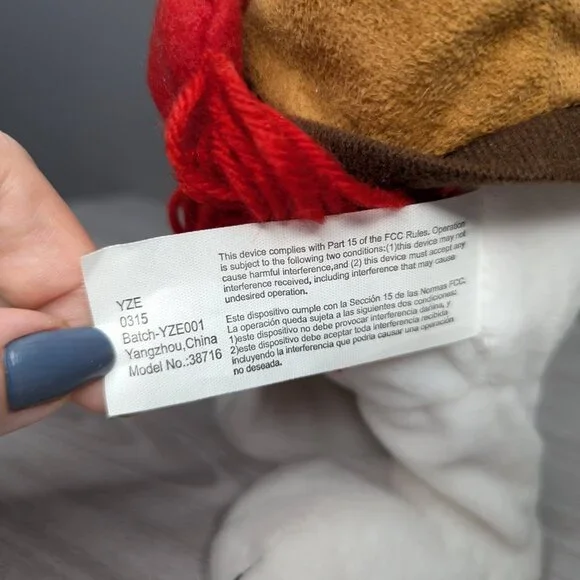 YZE
0315
Batch-YZE001
Yangzhou,China
Model No.:38716
This device complies with Part 15 of the FCC Rules. Operation
is subject to the following two conditions:(1)this device may not
cause harmful interference,and (2) this device must accept any
interference received, including interference that may cause
undesired operation.
Este dispositivo cumple con la Sección 15 de las Normas FCC.
La operación queda sujeta a las siguientes dos condiciones:
1)este dispositivo no debe provocar interferencia dañina, y
2)este dispositivo debe aceptar toda interferencia recibida,
incluyendo la interferencia que podría causar una operación
no deseada.